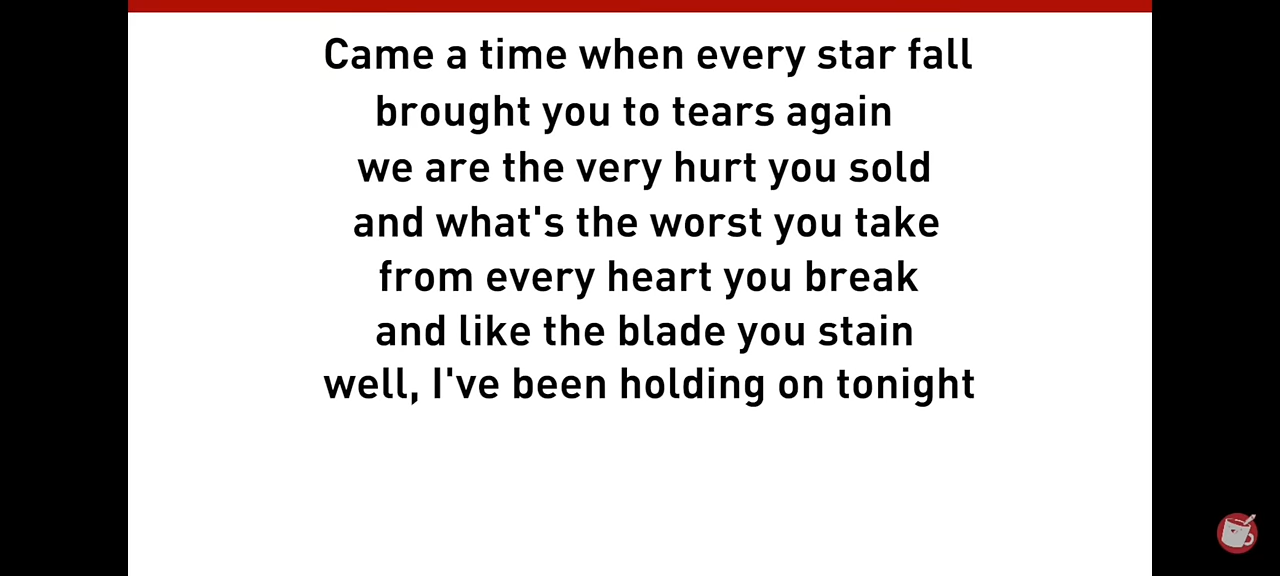 Came a time when every star fall
brought you to tears again
we are the very hurt you sold
and what's the worst you take
from every heart you break
and like the blade you stain
well, I've been holding on tonight